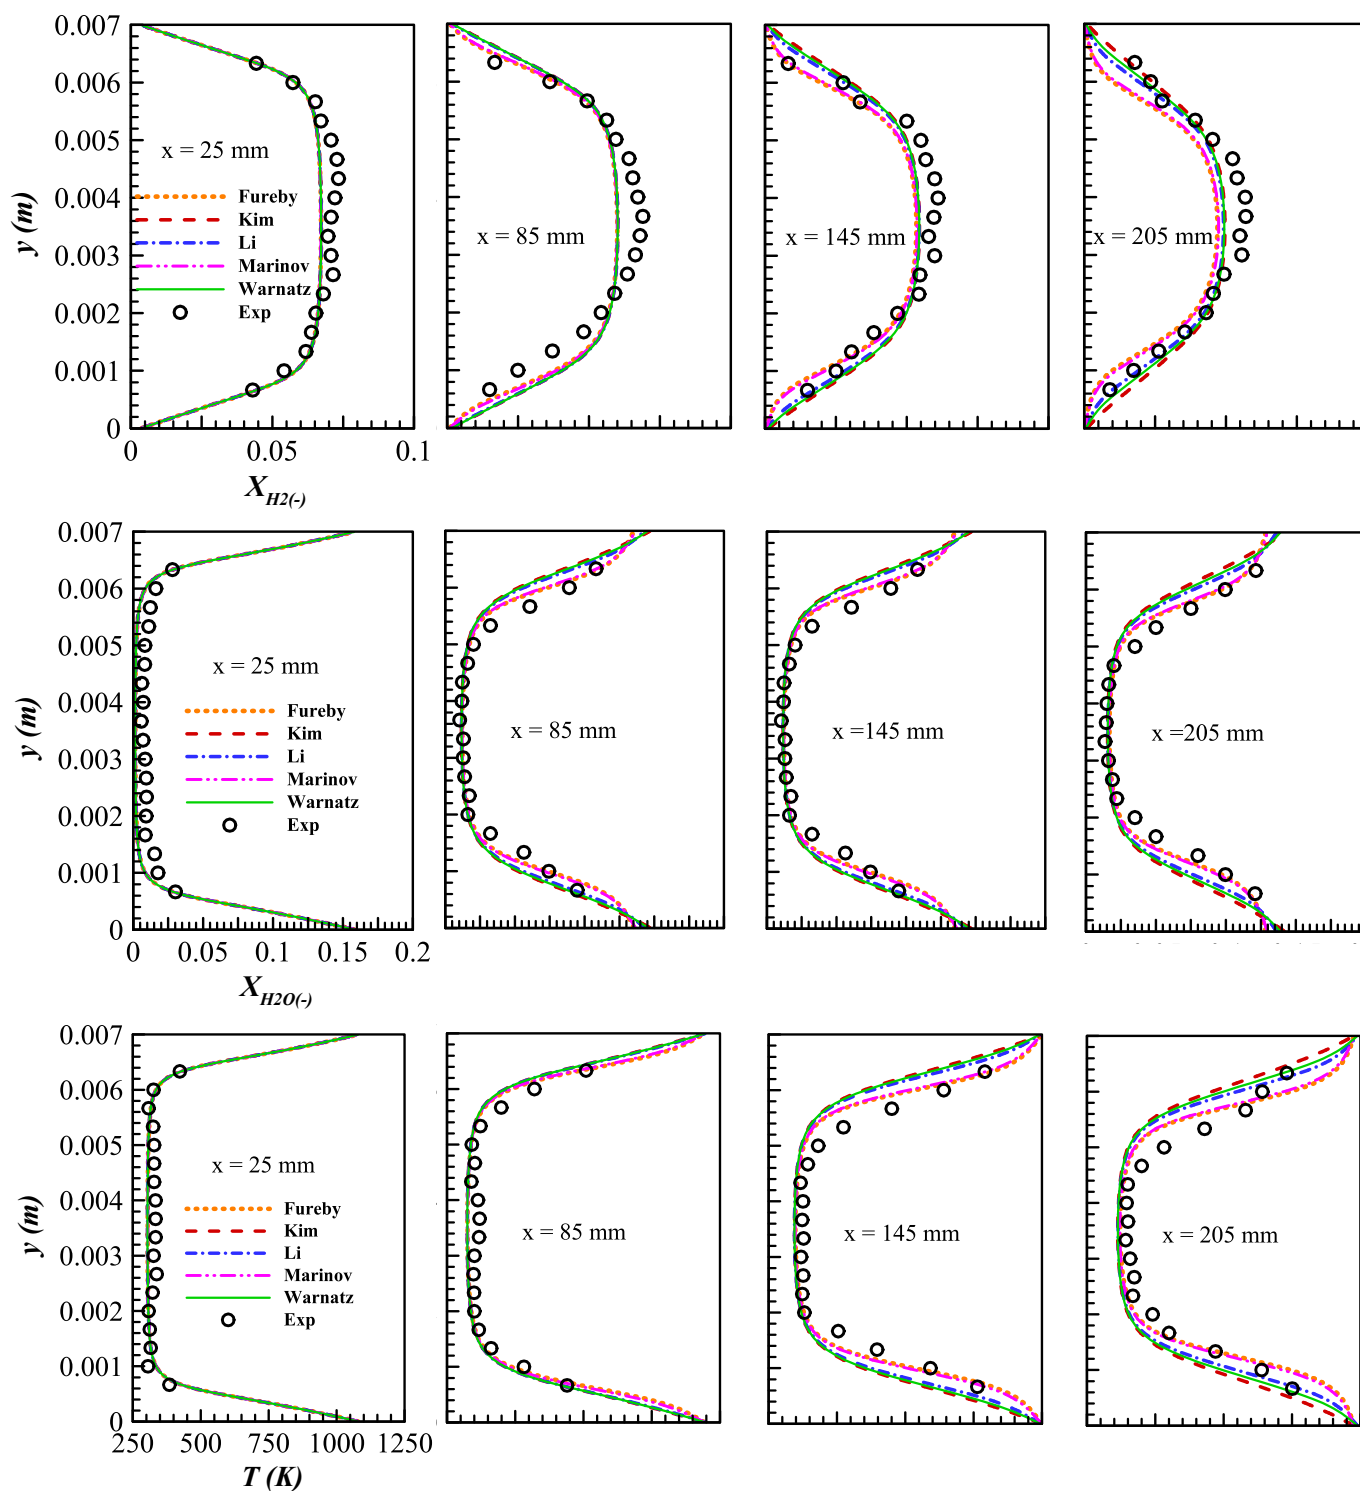 0.007
0.006
0.005
0.004
0.003
0.002
0.001
0
y (m)
x = 25 mm
Fureby
Kim
Li
Marinov
Warnatz
Exp
0
0.05
0.1
X_H2(-)
x = 85 mm
x = 145 mm
x = 205 mm
0.007
0.006
0.005
0.004
0.003
0.002
0.001
0
y (m)
x = 25 mm
Fureby
Kim
Li
Marinov
Warnatz
Exp
0
0.05
0.1
0.15
0.2
X_H2O(-)
x = 85 mm
x =145 mm
x =205 mm
0.007
0.006
0.005
0.004
0.003
0.002
0.001
0
y (m)
x = 25 mm
Fureby
Kim
Li
Marinov
Warnatz
Exp
250
500
750
1000
1250
T (K)
x = 85 mm
x = 145 mm
x = 205 mm